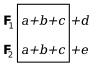 F₁ a+b+c +d
F₂ a+b+c +e